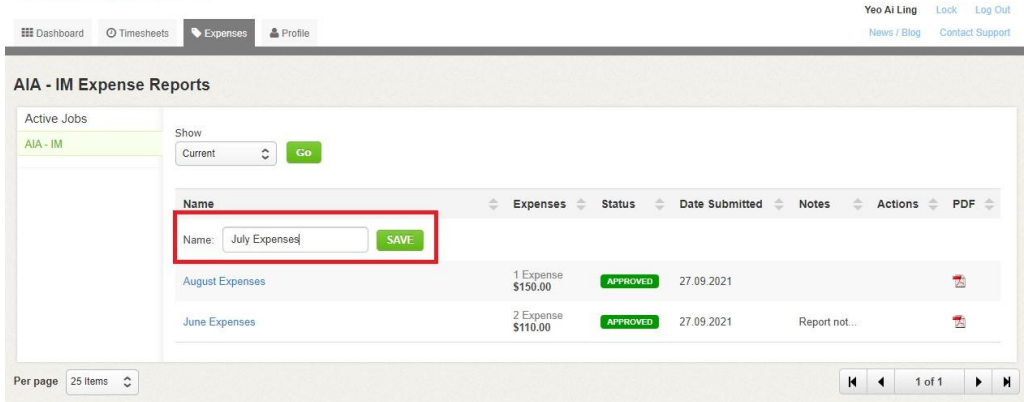 Yeo Ai Ling Lock Log Out
Dashboard Timesheets Expenses Profile News / Blog Contact Support
AIA - IM Expense Reports
Active Jobs
AIA - IM
Show
Current Go
Name Expenses Status Date Submitted Notes Actions PDF
Name: July Expenses SAVE
August Expenses 1 Expense $150.00 APPROVED 27.09.2021
June Expenses 2 Expense $110.00 APPROVED 27.09.2021 Report not...
Per page 25 Items 1 of 1